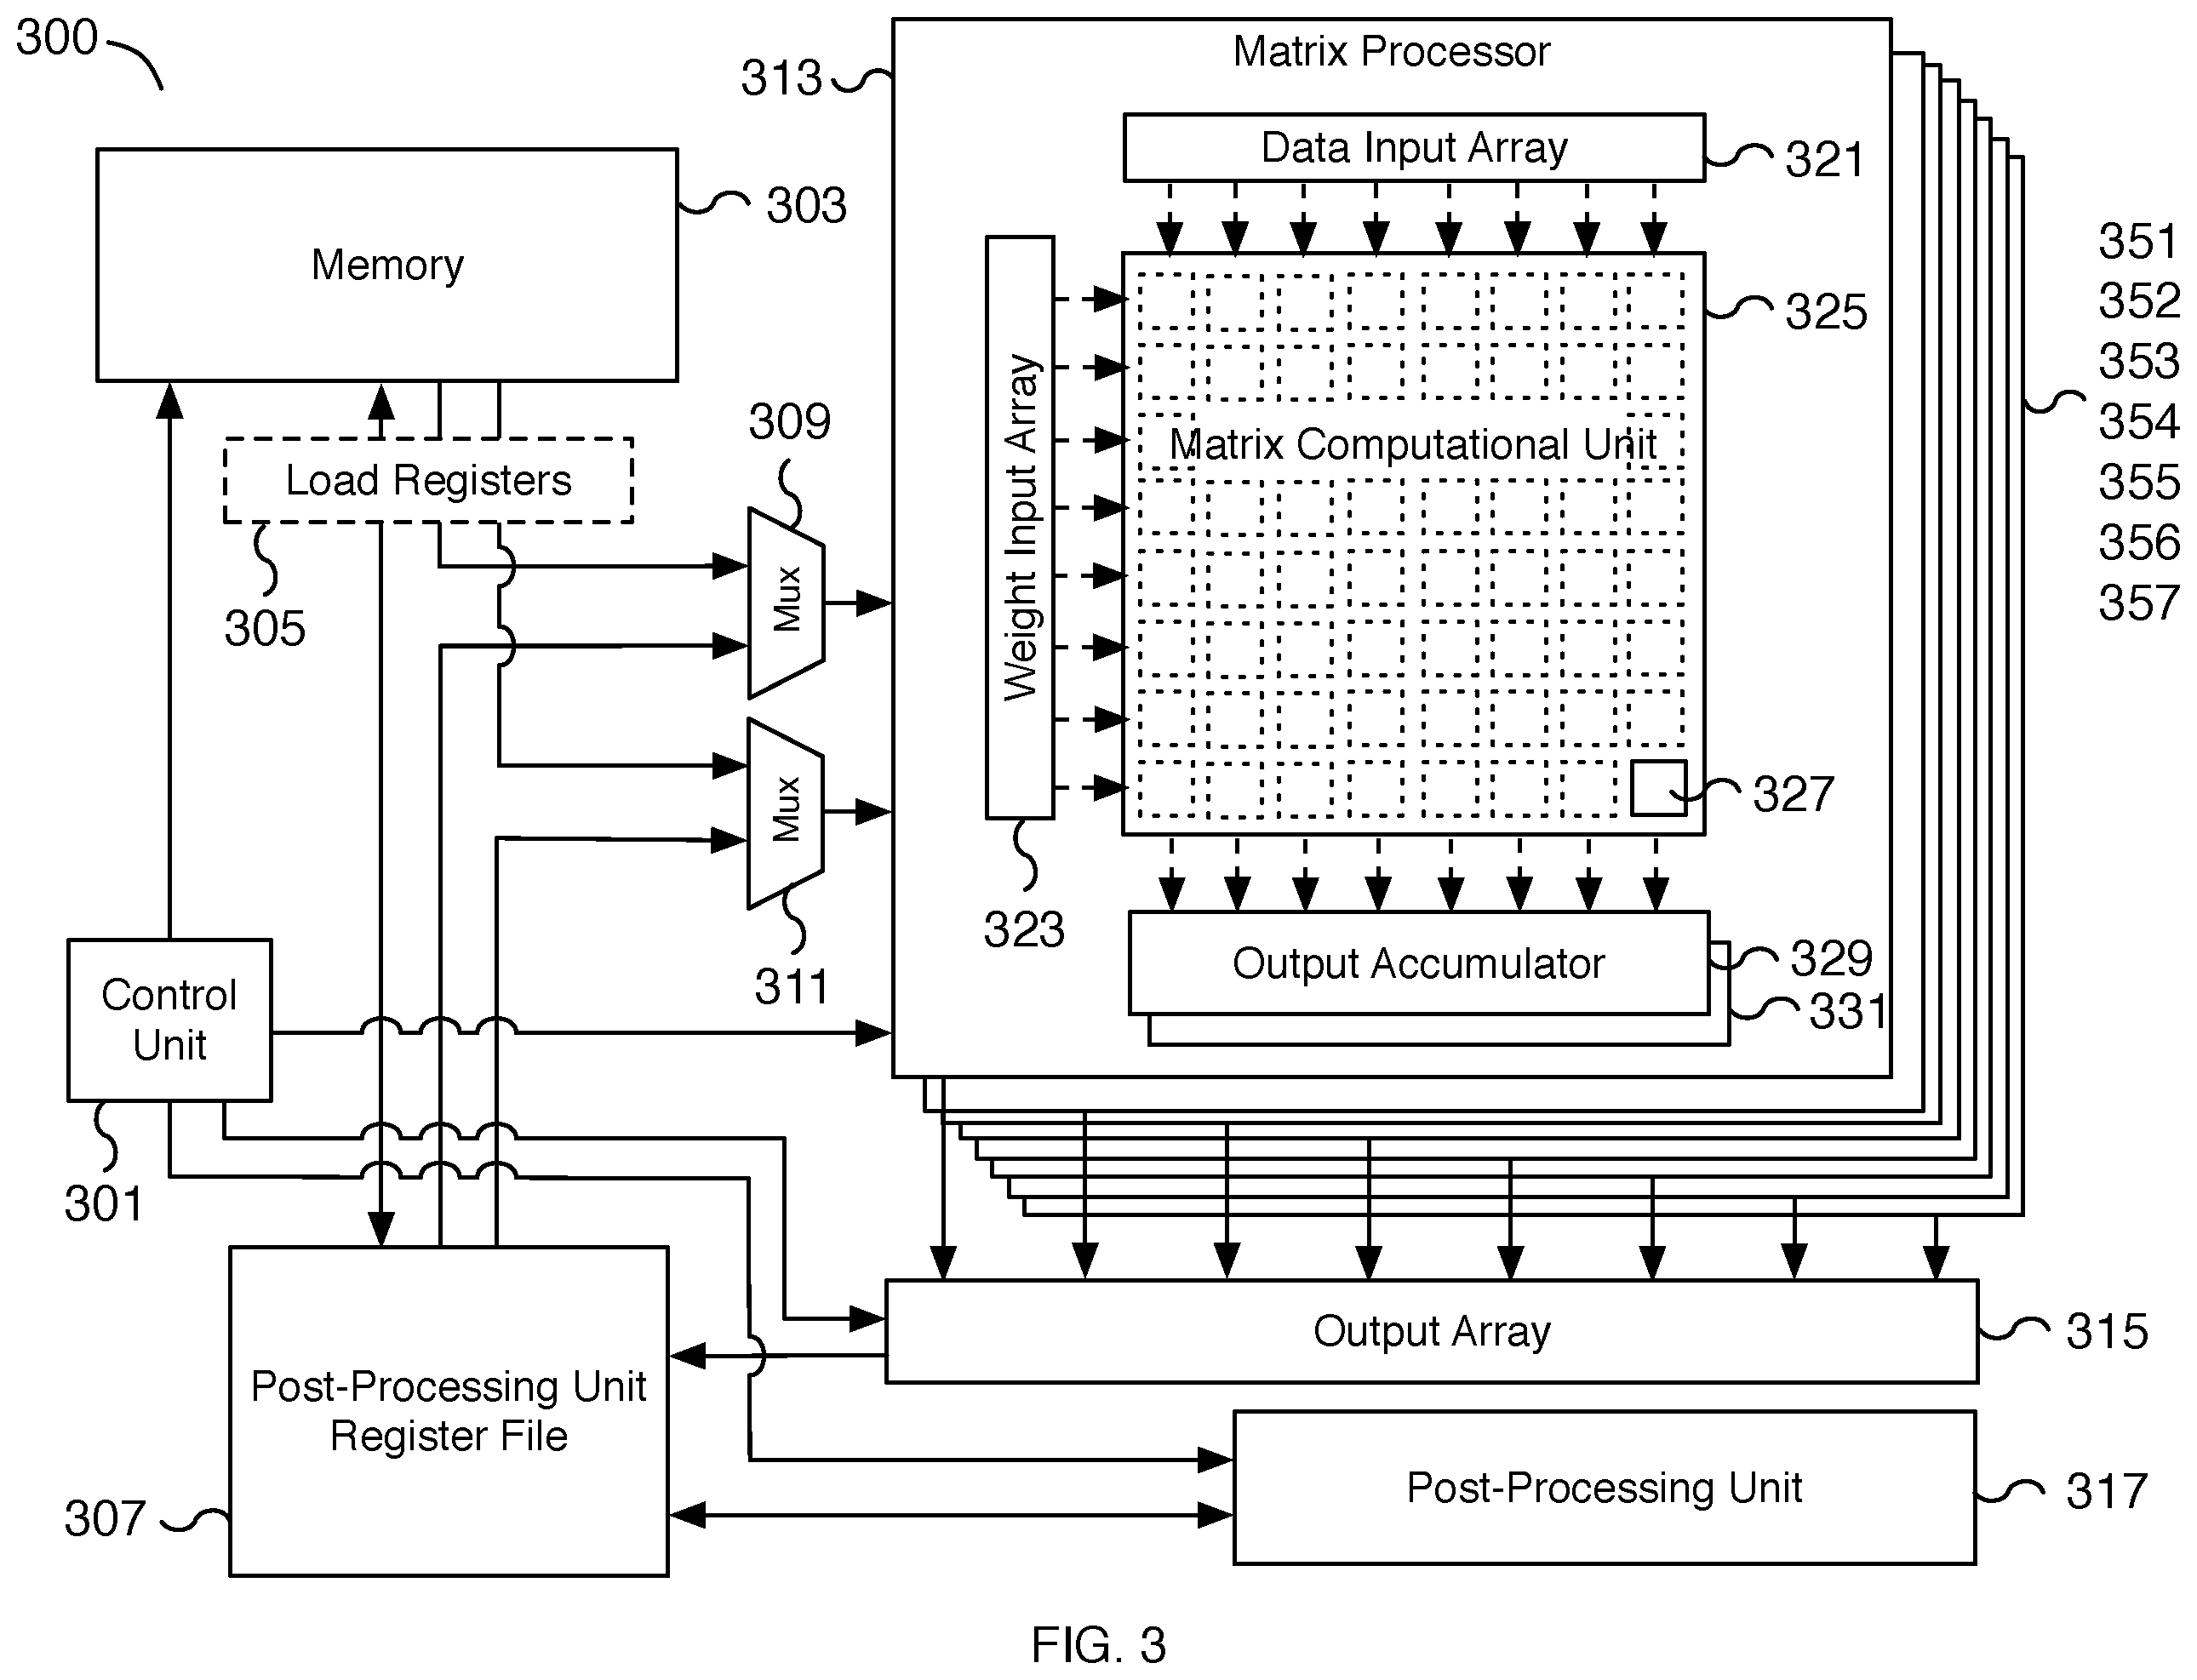 300
313
Matrix Processor
Data Input Array
321
303
Memory
351
352
353
354
355
356
357
325
309
Load Registers
Weight Input Array
Matrix Computational Unit
305
Mux
Mux
327
323
311
Output Accumulator
329
331
Control
Unit
301
Output Array
315
Post-Processing Unit
Register File
307
Post-Processing Unit
317
FIG. 3